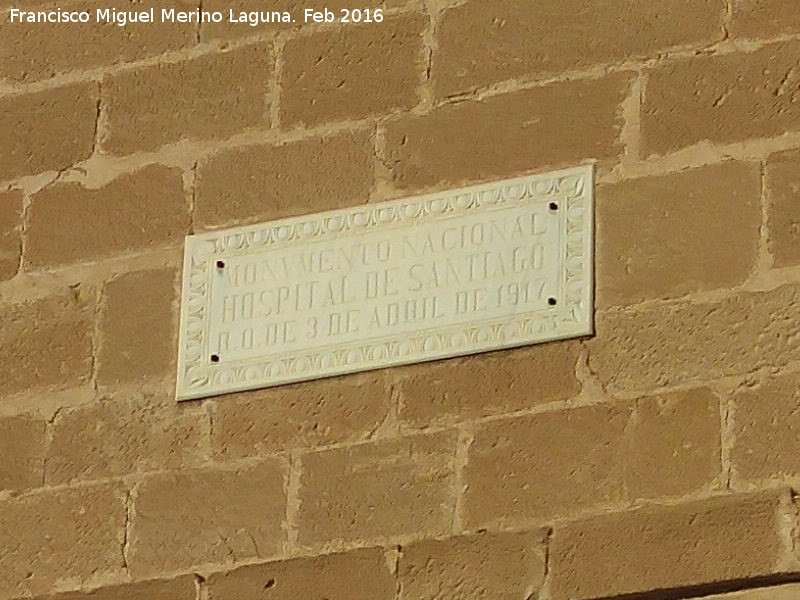 Francisco Miguel Merino Laguna. Feb 2016
MONVMENTO NACIONAL
HOSPITAL DE SANTIAGO
R.O. DE 3 DE ABRIL DE 1917